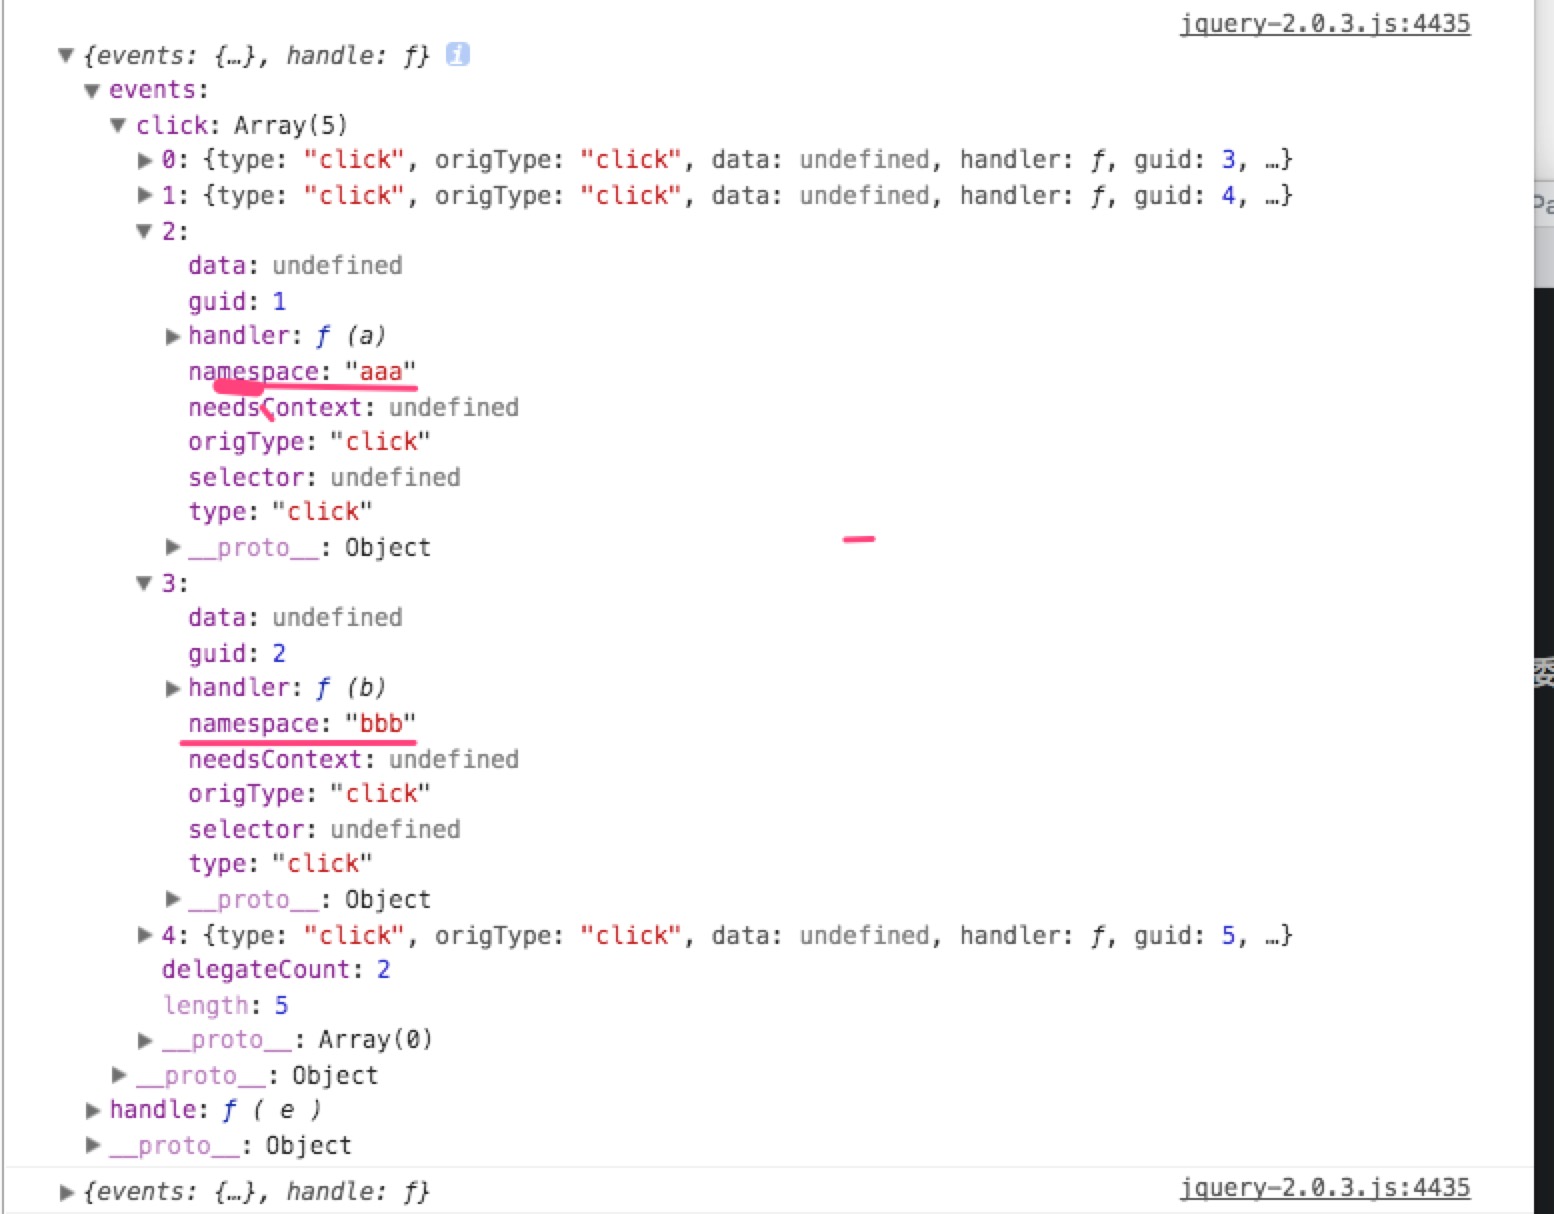 jquery-2.0.3.js:4435
▼ {events: {…}, handle: ƒ} i
▼ events:
▼ click: Array(5)
▶ 0: {type: "click", origType: "click", data: undefined, handler: ƒ, guid: 3, …}
▶ 1: {type: "click", origType: "click", data: undefined, handler: ƒ, guid: 4, …}
▼ 2:
data: undefined
guid: 1
▶ handler: ƒ (a)
namespace: "aaa"
needsContext: undefined
origType: "click"
selector: undefined
type: "click"
▶ __proto__: Object
▼ 3:
data: undefined
guid: 2
▶ handler: ƒ (b)
namespace: "bbb"
needsContext: undefined
origType: "click"
selector: undefined
type: "click"
▶ __proto__: Object
▶ 4: {type: "click", origType: "click", data: undefined, handler: ƒ, guid: 5, …}
delegateCount: 2
length: 5
▶ __proto__: Array(0)
▶ __proto__: Object
▶ handle: ƒ ( e )
▶ __proto__: Object
▶ {events: {…}, handle: ƒ} jquery-2.0.3.js:4435